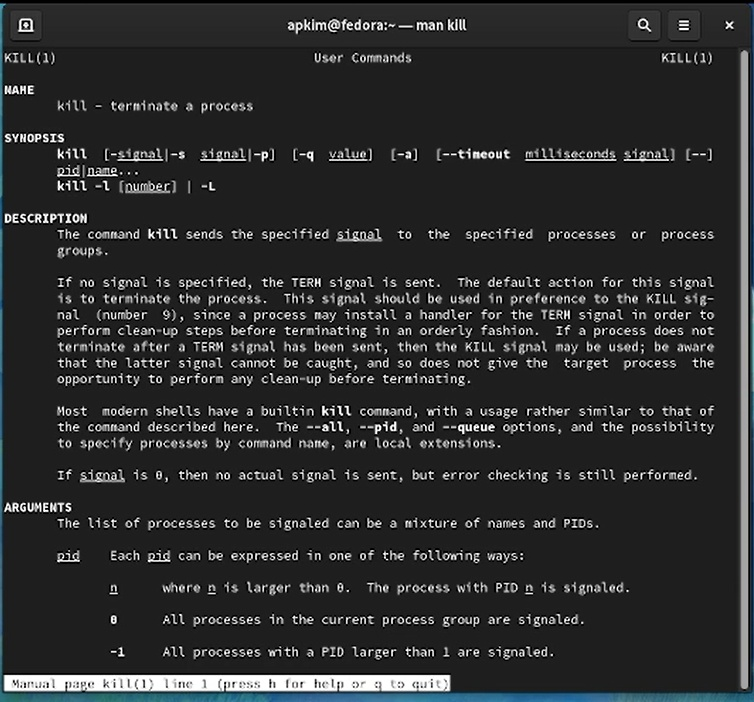 apkim@fedora:~ — man kill
KILL(1) User Commands KILL(1)
NAME
kill - terminate a process
SYNOPSIS
kill [-signal|-s signal|-p] [-q value] [-a] [--timeout milliseconds signal] [--]
pid|name...
kill -l [number] | -L
DESCRIPTION
The command kill sends the specified signal to the specified processes or process
groups.
If no signal is specified, the TERM signal is sent. The default action for this signal
is to terminate the process. This signal should be used in preference to the KILL sig-
nal (number 9), since a process may install a handler for the TERM signal in order to
perform clean-up steps before terminating in an orderly fashion. If a process does not
terminate after a TERM signal has been sent, then the KILL signal may be used; be aware
that the latter signal cannot be caught, and so does not give the target process the
opportunity to perform any clean-up before terminating.
Most modern shells have a builtin kill command, with a usage rather similar to that of
the command described here. The --all, --pid, and --queue options, and the possibility
to specify processes by command name, are local extensions.
If signal is 0, then no actual signal is sent, but error checking is still performed.
ARGUMENTS
The list of processes to be signaled can be a mixture of names and PIDs.
pid Each pid can be expressed in one of the following ways:
n where n is larger than 0. The process with PID n is signaled.
0 All processes in the current process group are signaled.
-1 All processes with a PID larger than 1 are signaled.
Manual page kill(1) line 1 (press h for help or q to quit)